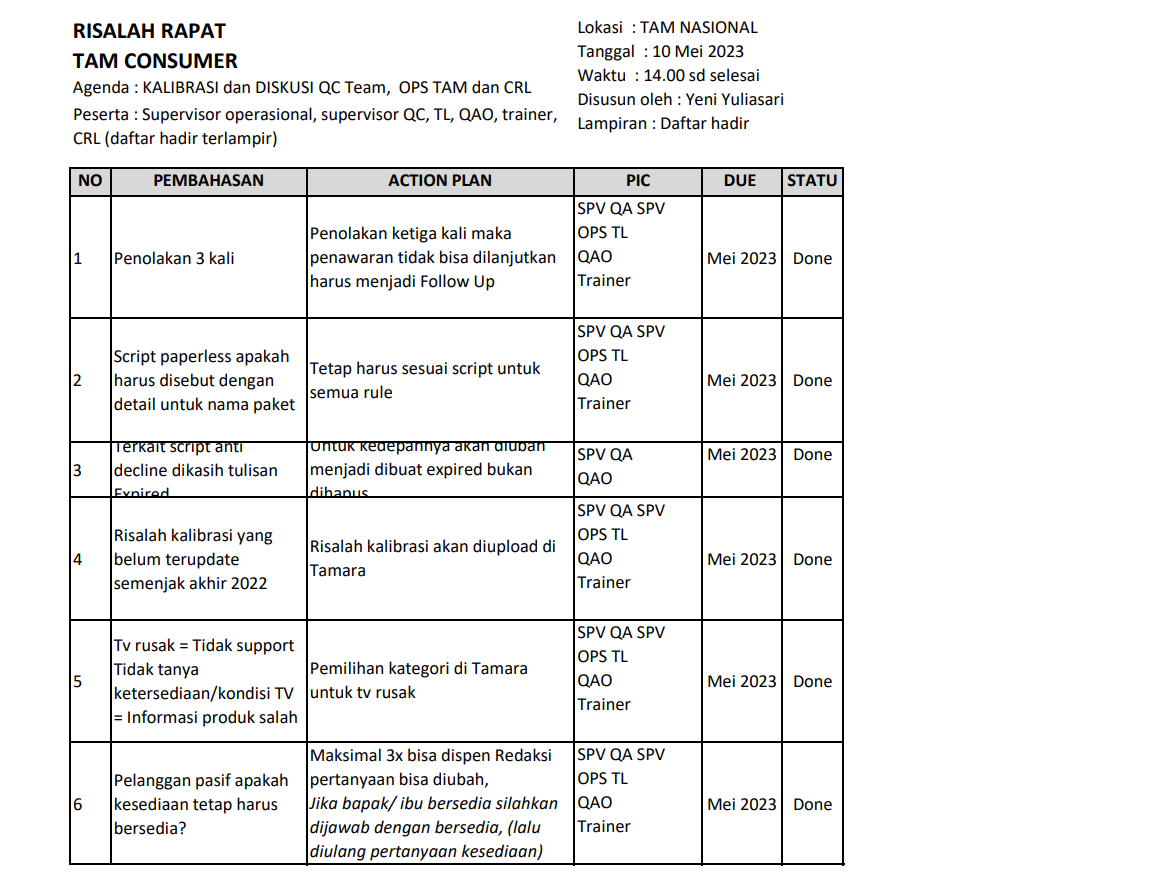 RISALAH RAPAT
TAM CONSUMER
Agenda : KALIBRASI dan DISKUSI QC Team, OPS TAM dan CRL
Peserta : Supervisor operasional, supervisor QC, TL, QAO, trainer,
CRL (daftar hadir terlampir)
Lokasi : TAM NASIONAL
Tanggal : 10 Mei 2023
Waktu : 14.00 sd selesai
Disusun oleh : Yeni Yuliasari
Lampiran : Daftar hadir
NO PEMBAHASAN ACTION PLAN PIC DUE STATU
1
Penolakan 3 kali
Penolakan ketiga kali maka
penawaran tidak bisa dilanjutkan
harus menjadi Follow Up
SPV QA SPV
OPS TL
QAO
Trainer
Mei 2023
Done
2
Script paperless apakah
harus disebut dengan
detail untuk nama paket
Tetap harus sesuai script untuk
semua rule
SPV QA SPV
OPS TL
QAO
Trainer
Mei 2023
Done
3
Terkait script anti
decline dikasih tulisan
Expired
Untuk kedepannya akan diubah
menjadi dibuat expired bukan
dihapus
SPV QA
QAO
Mei 2023
Done
4
Risalah kalibrasi yang
belum terupdate
semenjak akhir 2022
Risalah kalibrasi akan diupload di
Tamara
SPV QA SPV
OPS TL
QAO
Trainer
Mei 2023
Done
5
Tv rusak = Tidak support
Tidak tanya
ketersediaan/kondisi TV
= Informasi produk salah
Pemilihan kategori di Tamara
untuk tv rusak
SPV QA SPV
OPS TL
QAO
Trainer
Mei 2023
Done
6
Pelanggan pasif apakah
kesediaan tetap harus
bersedia?
Maksimal 3x bisa dispen Redaksi
pertanyaan bisa diubah,
Jika bapak/ ibu bersedia silahkan
dijawab dengan bersedia, (lalu
diulang pertanyaan kesediaan)
SPV QA SPV
OPS TL
QAO
Trainer
Mei 2023
Done